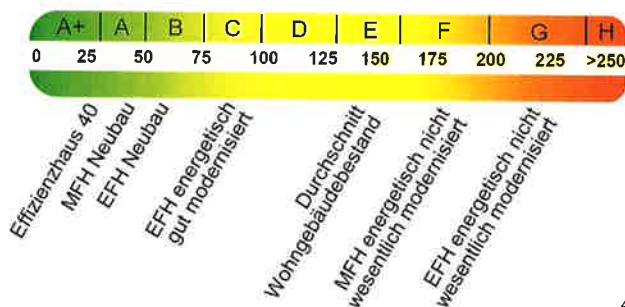 A+ A B C D E F G H
0 25 50 75 100 125 150 175 200 225 >250
Effizienzhaus 40
MFH Neubau
EFH Neubau
EFH energetisch
gut modernisiert
Durchschnitt
Wohngebäudebestand
MFH energetisch nicht
wesentlich modernisiert
EFH energetisch nicht
wesentlich modernisiert